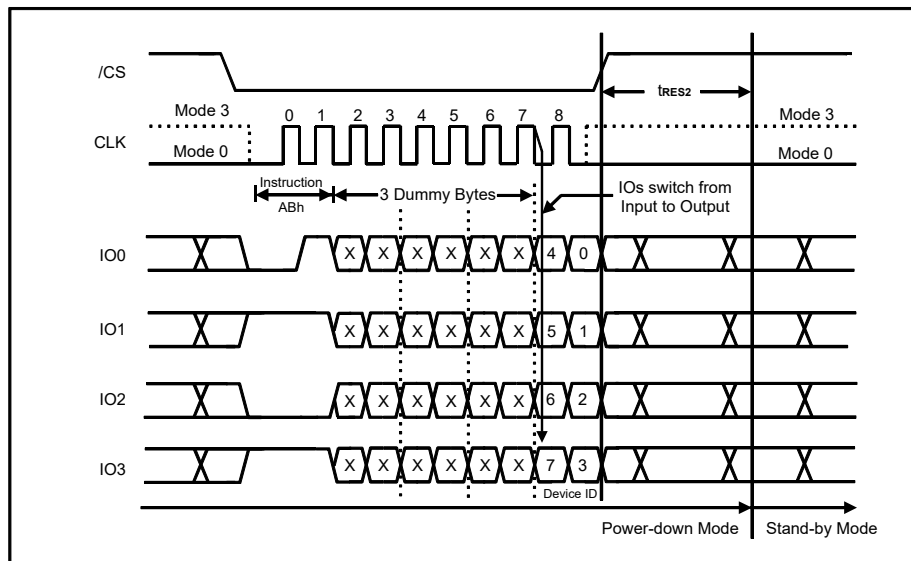 /CS
tRES2
Mode 3
0 1 2 3 4 5 6 7 8
Mode 3
CLK
Mode 0
Mode 0
Instruction
ABh
3 Dummy Bytes
IOs switch from
Input to Output
IO0
X X X X X X 4 0
IO1
X X X X X X 5 1
IO2
X X X X X X 6 2
IO3
X X X X X X 7 3
Device ID
Power-down Mode
Stand-by Mode